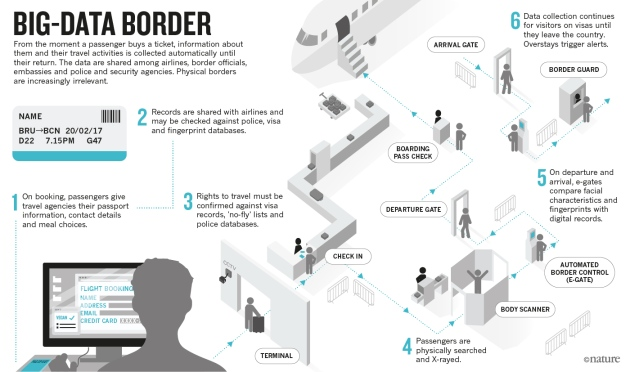 BIG-DATA BORDER
From the moment a passenger buys a ticket, information about
them and their travel activities is collected automatically until
their return. The data are shared among airlines, border officials,
embassies and police and security agencies. Physical borders
are increasingly irrelevant.
NAME
BRU→BCN 20/02/17
D22 7.15PM G47
2 Records are shared with airlines and
may be checked against police, visa
and fingerprint databases.
1 On booking, passengers give
travel agencies their passport
information, contact details
and meal choices.
3 Rights to travel must be
confirmed against visa
records, 'no-fly' lists and
police databases.
FLIGHT BOOKING
NAME
ADDRESS
EMAIL
CREDIT CARD
CCTV
TERMINAL
CHECK IN
BOARDING
PASS CHECK
ARRIVAL GATE
6 Data collection continues
for visitors on visas until
they leave the country.
Overstays trigger alerts.
BORDER GUARD
5 On departure and
arrival, e-gates
compare facial
characteristics and
fingerprints with
digital records.
DEPARTURE GATE
AUTOMATED
BORDER CONTROL
(E-GATE)
BODY SCANNER
4 Passengers are
physically searched
and X-rayed.
©nature